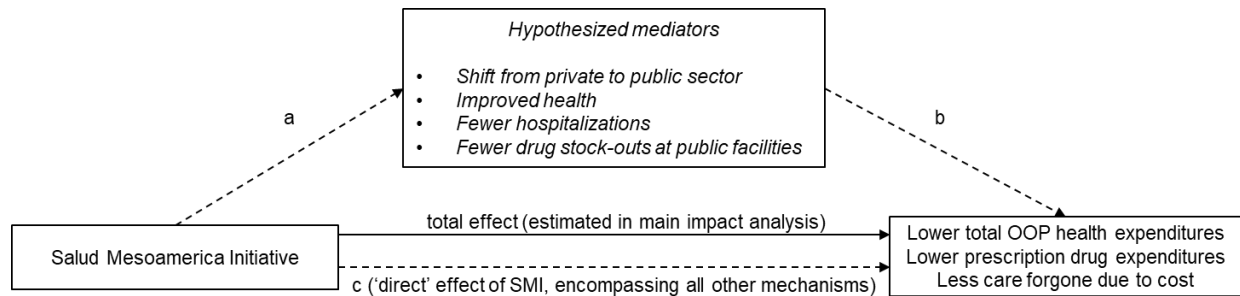 Hypothesized mediators
• Shift from private to public sector
• Improved health
• Fewer hospitalizations
• Fewer drug stock-outs at public facilities
a
b
total effect (estimated in main impact analysis)
Salud Mesoamerica Initiative
Lower total OOP health expenditures
Lower prescription drug expenditures
Less care forgone due to cost
c (‘direct’ effect of SMI, encompassing all other mechanisms)